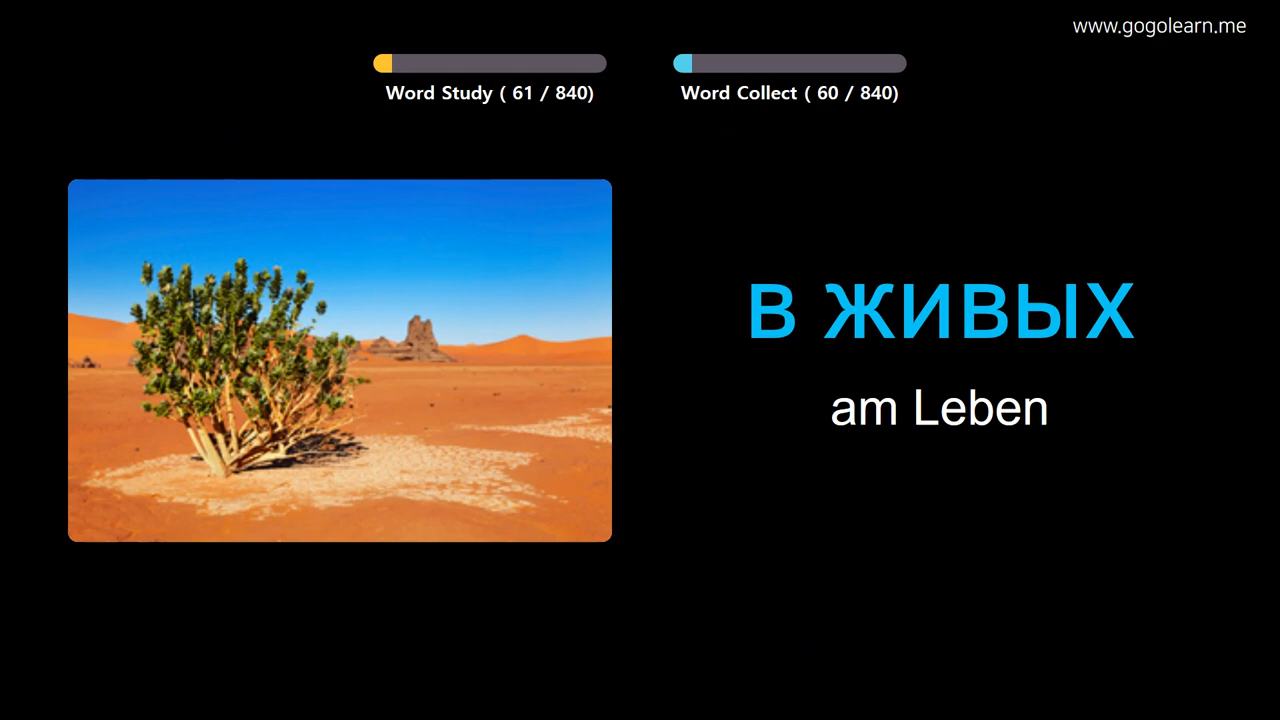 www.gogolearn.me
Word Study ( 61 / 840)
Word Collect ( 60 / 840)
в живых
am Leben